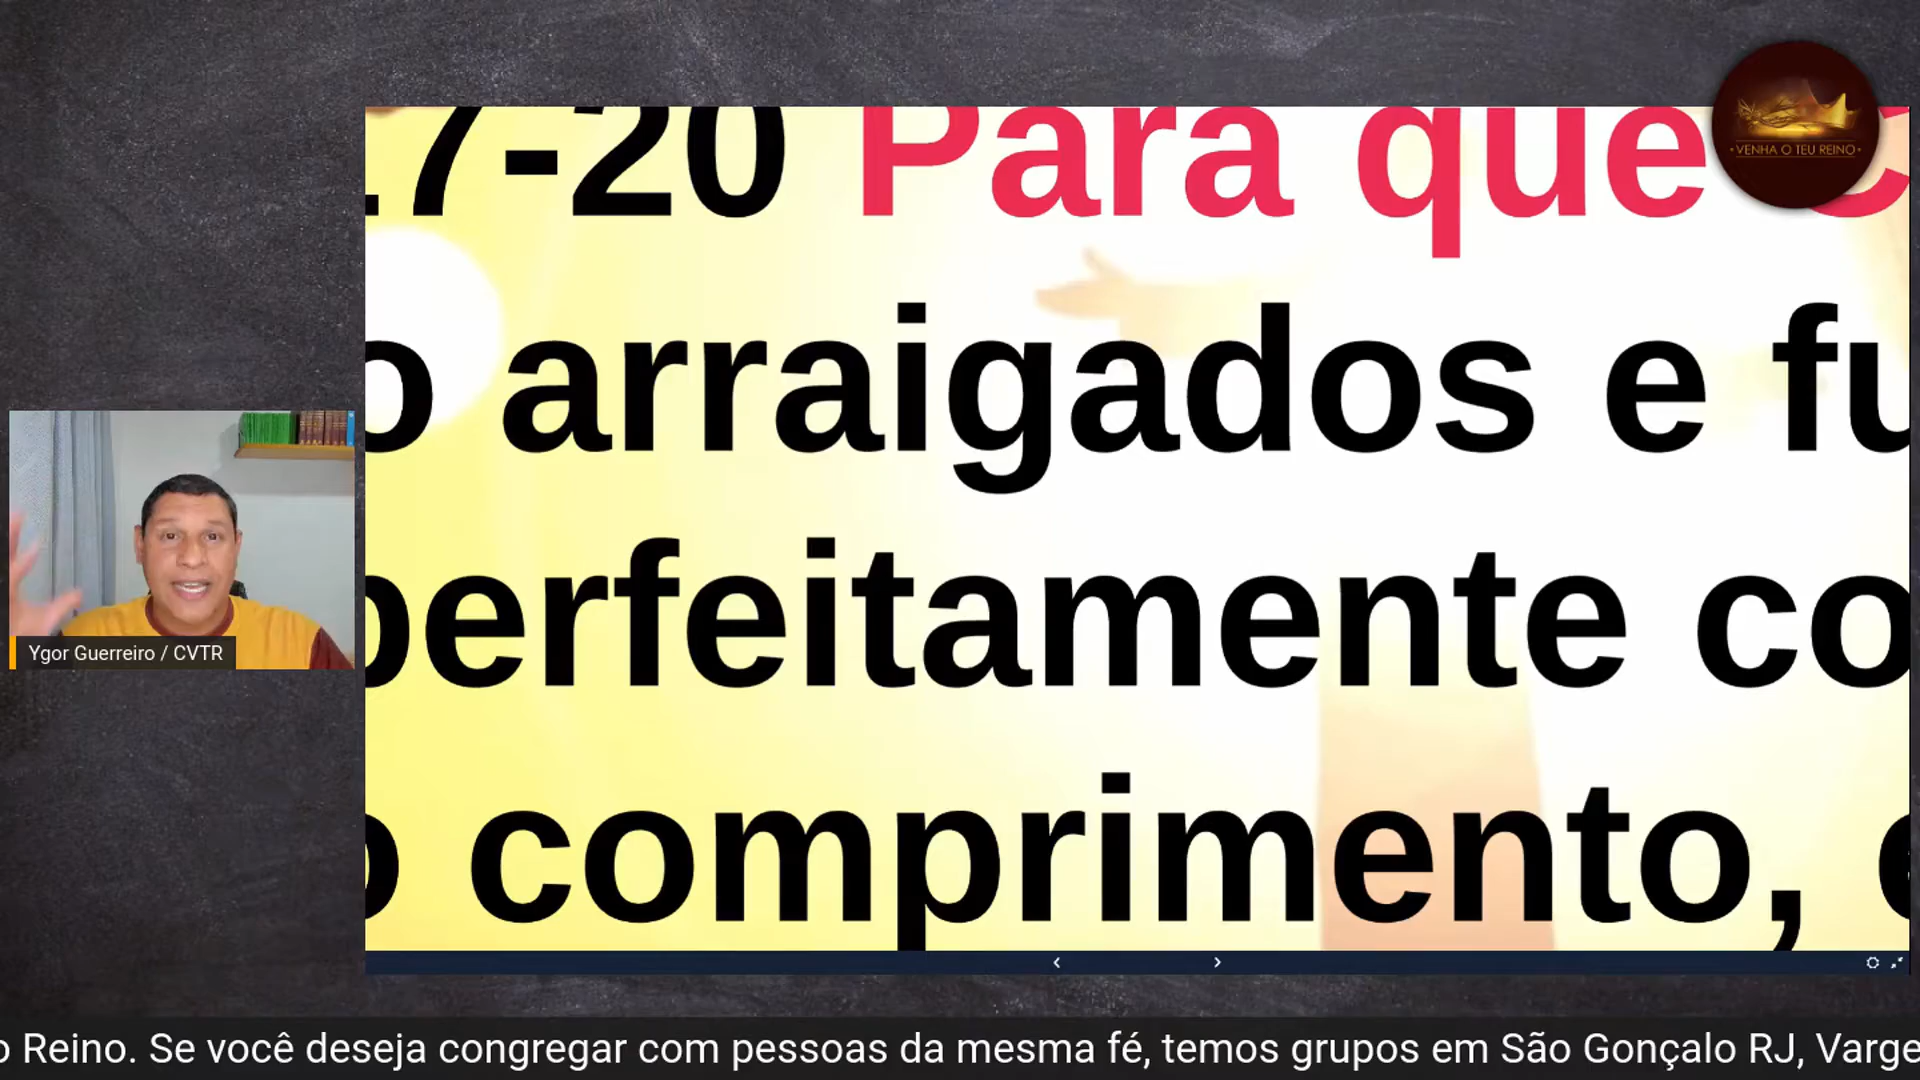 7-20 Para que
VENHA O TEU REINO
o arraigados e fu
perfeitamente co
comprimento,
Ygor Guerreiro / CVTR
o Reino. Se você deseja congregar com pessoas da mesma fé, temos grupos em São Gonçalo RJ, Varge